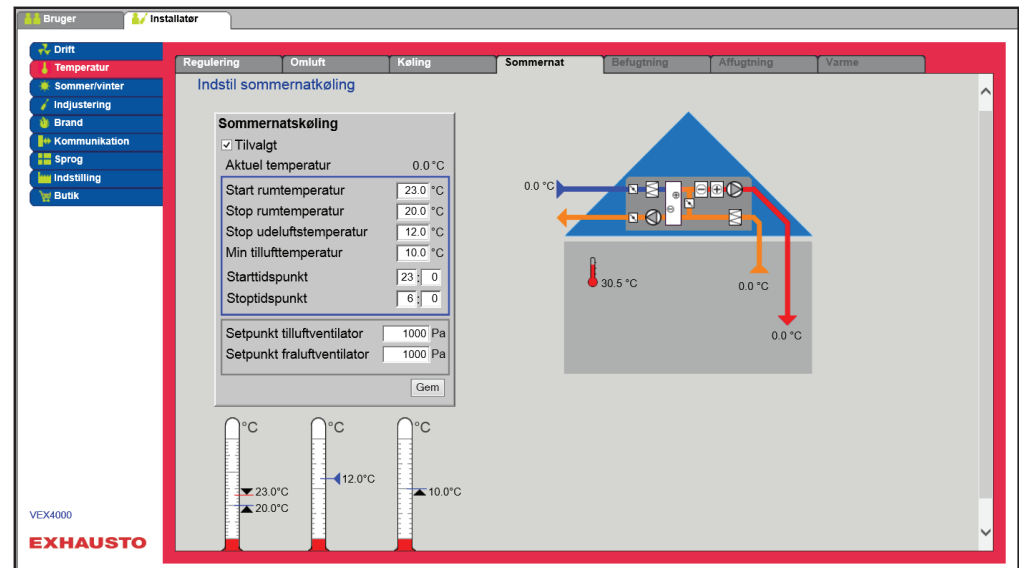 Bruger
Installatør
Drift
Temperatur
Sommer/vinter
Indjustering
Brand
Kommunikation
Sprog
Indstilling
Butik
Regulering Omluft Køling Sommernat Befugtning Affugtning Varme
Indstil sommernatkøling
Sommernatskøling
Tilvalgt
Aktuel temperatur 0.0 °C
Start rumtemperatur 23.0 °C
Stop rumtemperatur 20.0 °C
Stop udeluftstemperatur 12.0 °C
Min tillufttemperatur 10.0 °C
Starttidspunkt 23 : 0
Stoptidspunkt 6 : 0
Setpunkt tilluftventilator 1000 Pa
Setpunkt fraluftventilator 1000 Pa
Gem
0.0 °C
30.5 °C
0.0 °C
0.0 °C
°C °C °C
12.0°C
23.0°C 10.0°C
20.0°C
VEX4000
EXHAUSTO